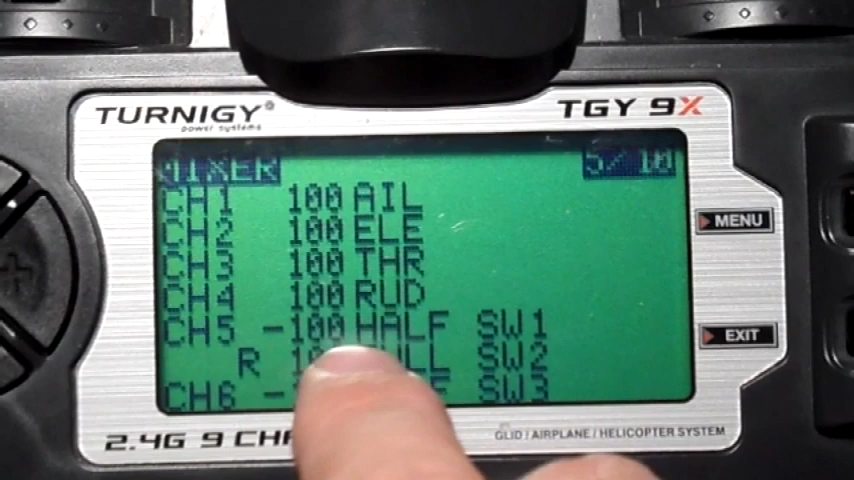 TURNIGY®
power systems
TGY 9X
MIXER 5/10
CH1 100 AIL
CH2 100 ELE
CH3 100 THR
CH4 100 RUD
CH5 -100 HALF SW1
R SW2
CH6 - SW3
MENU
EXIT
2.4G 9
GLID / AIRPLANE / HELICOPTER SYSTEM